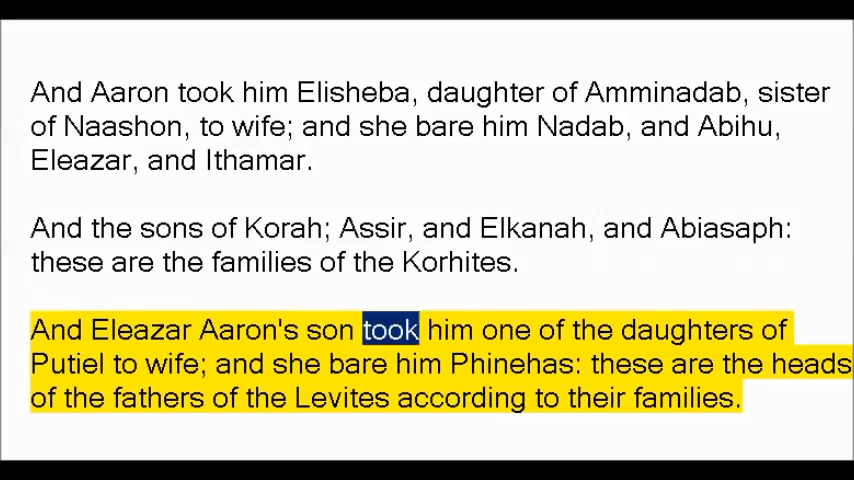 And Aaron took him Elisheba, daughter of Amminadab, sister
of Naashon, to wife; and she bare him Nadab, and Abihu,
Eleazar, and Ithamar.
And the sons of Korah; Assir, and Elkanah, and Abiasaph:
these are the families of the Korhites.
And Eleazar Aaron's son took him one of the daughters of
Putiel to wife; and she bare him Phinehas: these are the heads
of the fathers of the Levites according to their families.